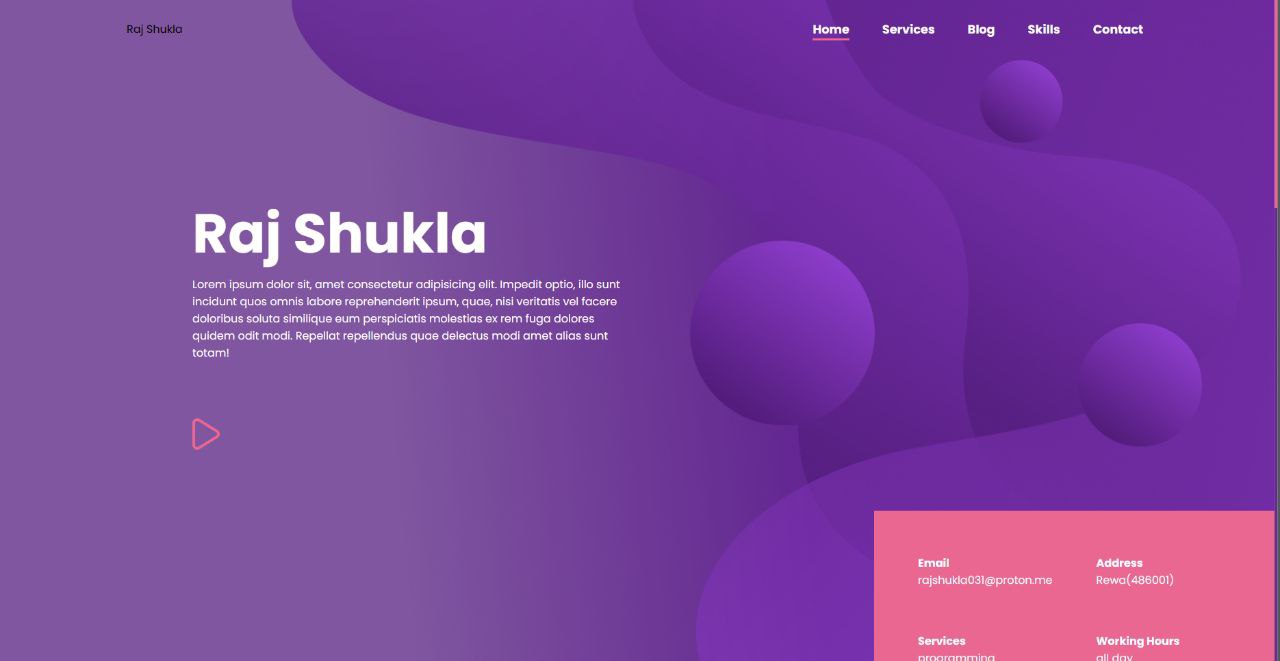 Raj Shukla
Home Services Blog Skills Contact
Raj Shukla
Lorem ipsum dolor sit, amet consectetur adipisicing elit. Impedit optio, illo sunt
incidunt quos omnis labore reprehenderit ipsum, quae, nisi veritatis vel facere
doloribus soluta similique eum perspiciatis molestias ex rem fuga dolores
quidem odit modi. Repellat repellendus quae delectus modi amet alias sunt
totam!
Email
rajshukla031@proton.me
Address
Rewa(486001)
Services
programming
Working Hours
all day